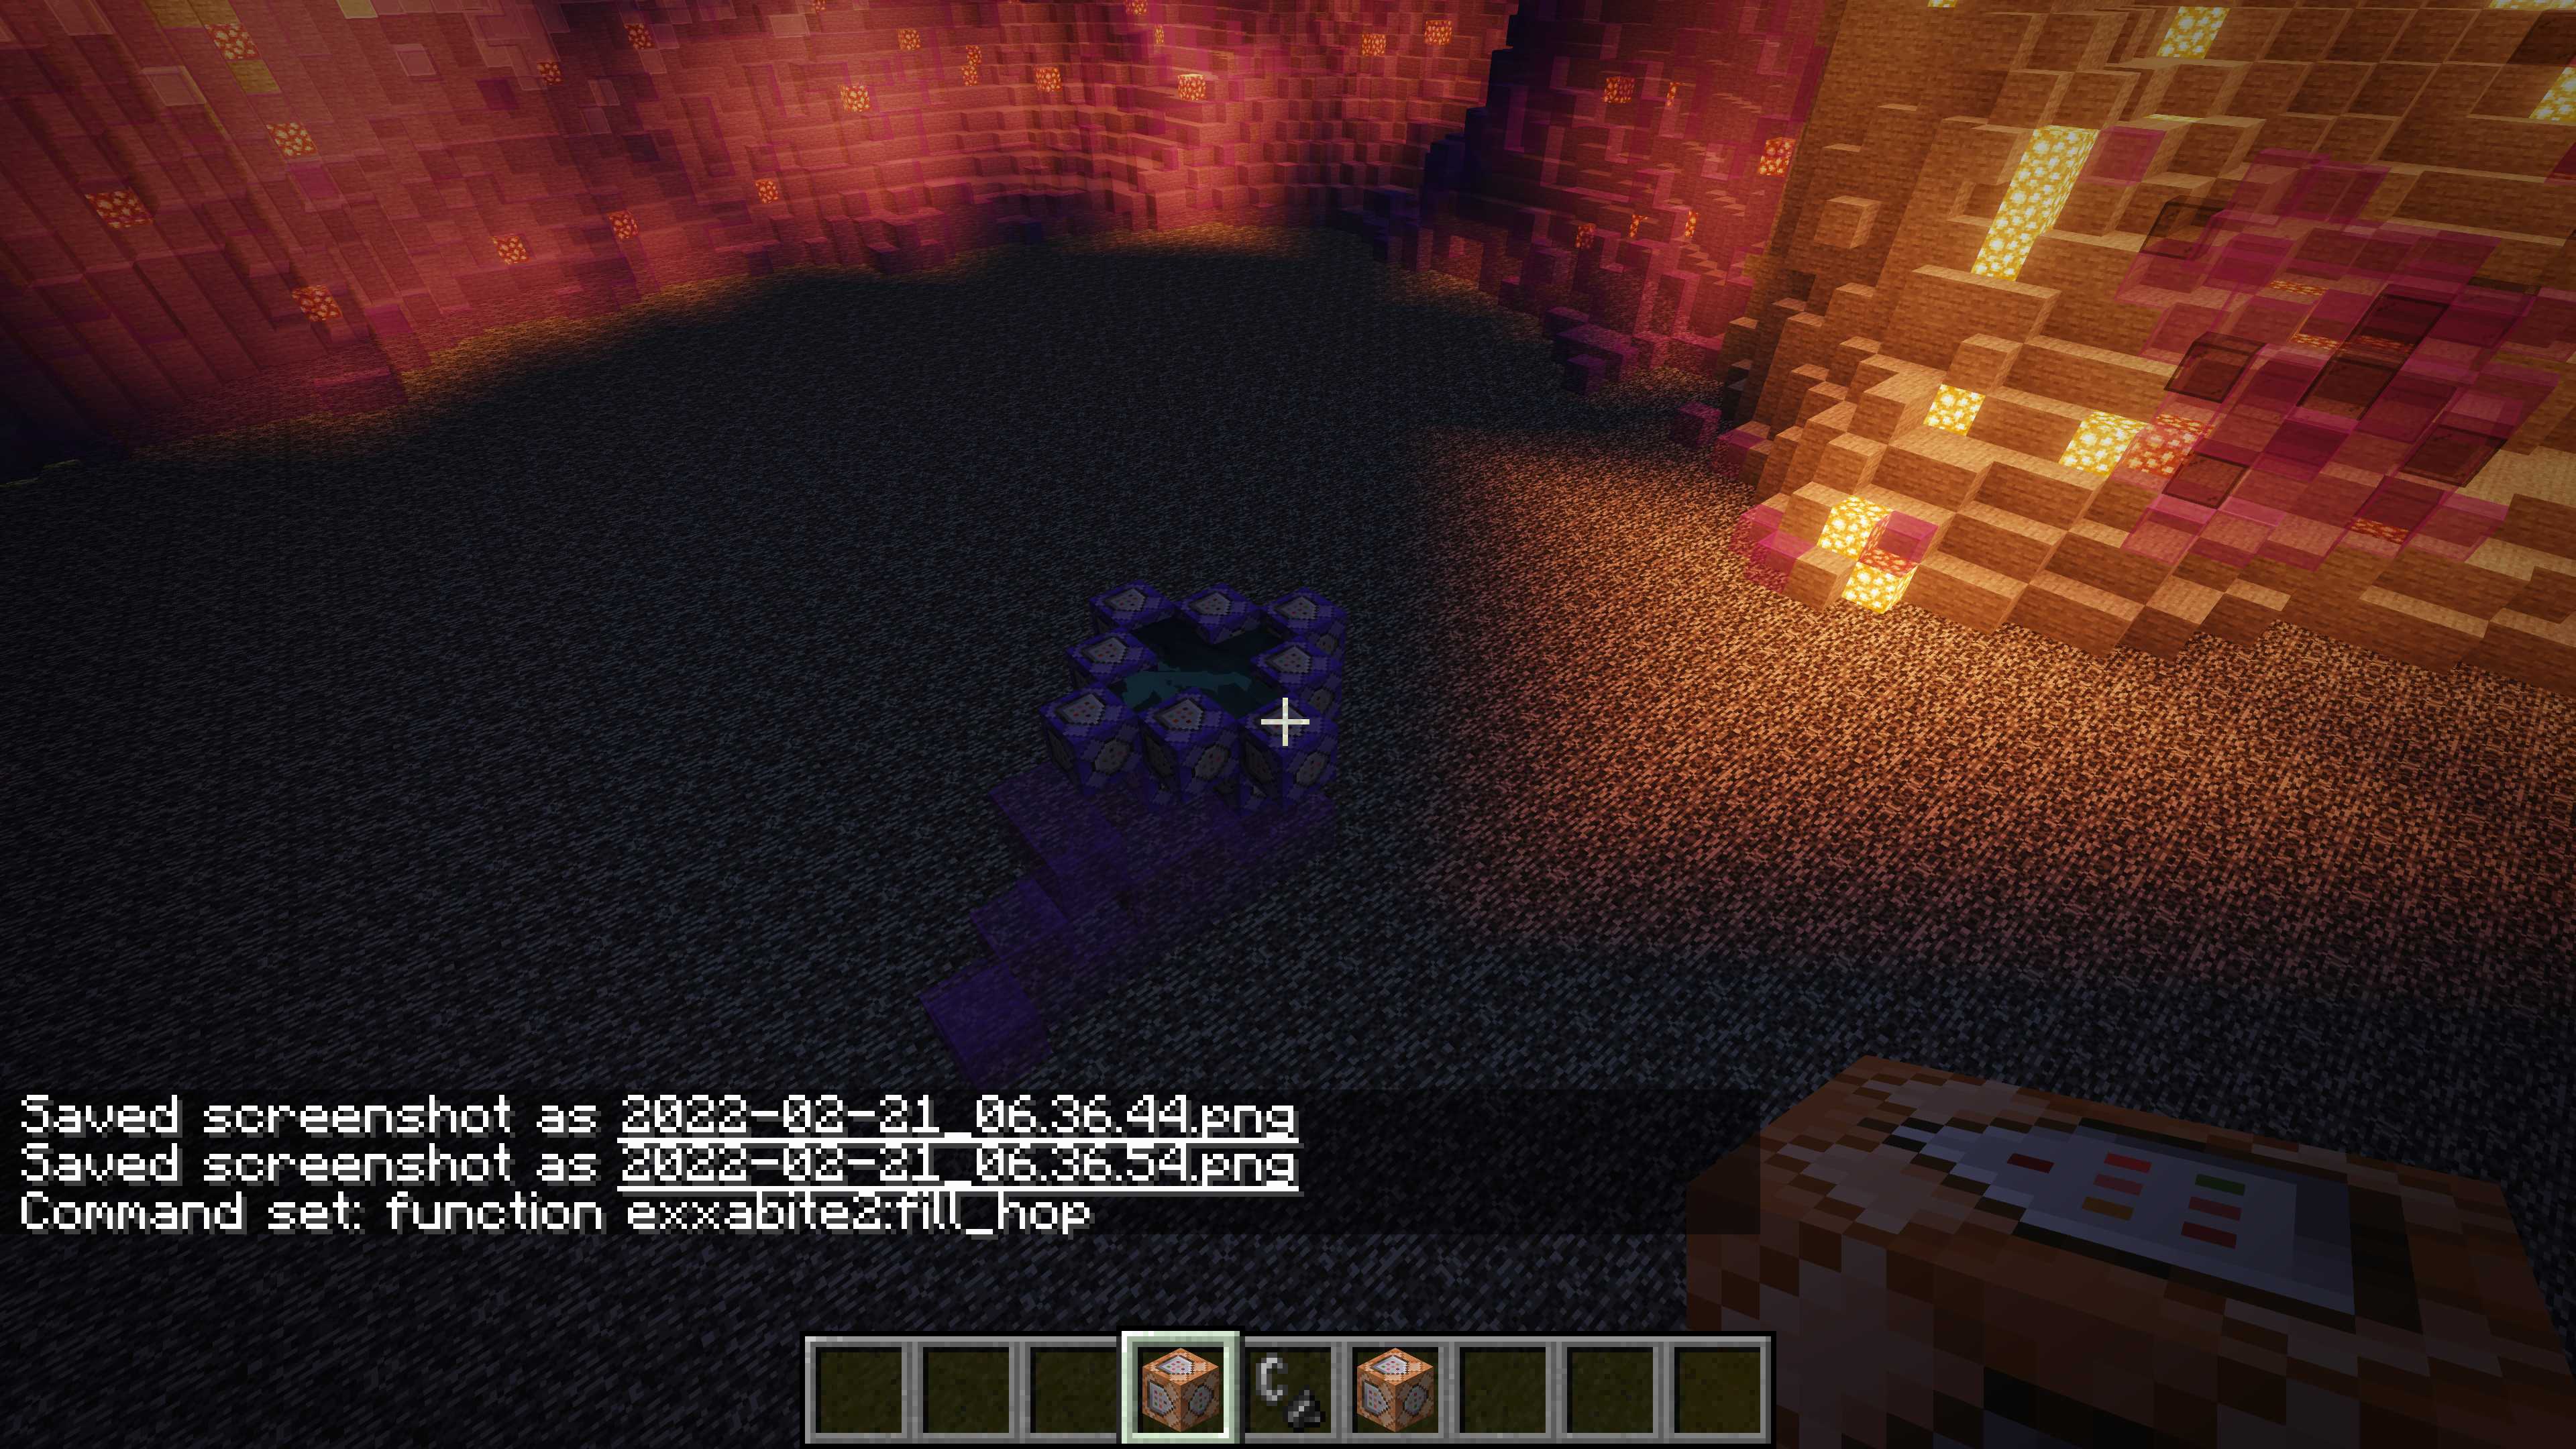 Saved screenshot as 2022-02-21_06.36.44.png
Saved screenshot as 2022-02-21_06.36.54.png
Command set: function exxabite2:fill_hop